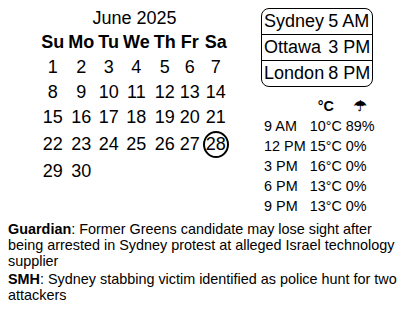 June 2025
Su Mo Tu We Th Fr Sa
1 2 3 4 5 6 7
8 9 10 11 12 13 14
15 16 17 18 19 20 21
22 23 24 25 26 27 28
29 30
Sydney 5 AM
Ottawa 3 PM
London 8 PM
°C ☂
9 AM 10°C 89%
12 PM 15°C 0%
3 PM 16°C 0%
6 PM 13°C 0%
9 PM 13°C 0%
Guardian: Former Greens candidate may lose sight after
being arrested in Sydney protest at alleged Israel technology
supplier
SMH: Sydney stabbing victim identified as police hunt for two
attackers